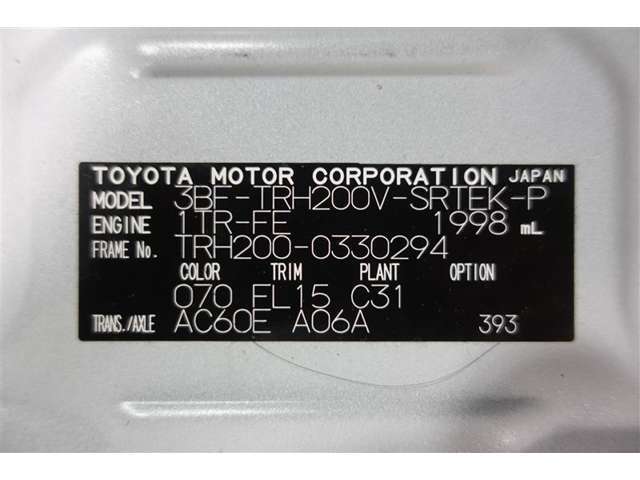 TOYOTA MOTOR CORPORATION JAPAN
MODEL 3BF-TRH200V-SRTEK-P
ENGINE 1TR-FE 1998 mL
FRAME No. TRH200-0330294
COLOR TRIM PLANT OPTION
070 FL15 C31
TRANS./AXLE AC60E A06A 393